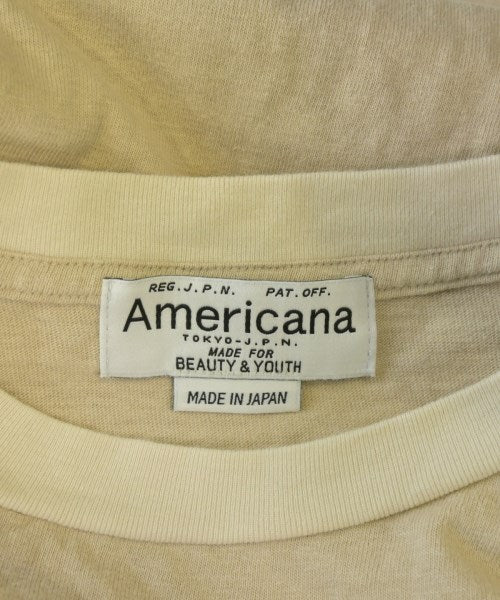 REG.J.P.N. PAT.OFF.
Americana
TOKYO-J.P.N.
MADE FOR
BEAUTY & YOUTH
MADE IN JAPAN